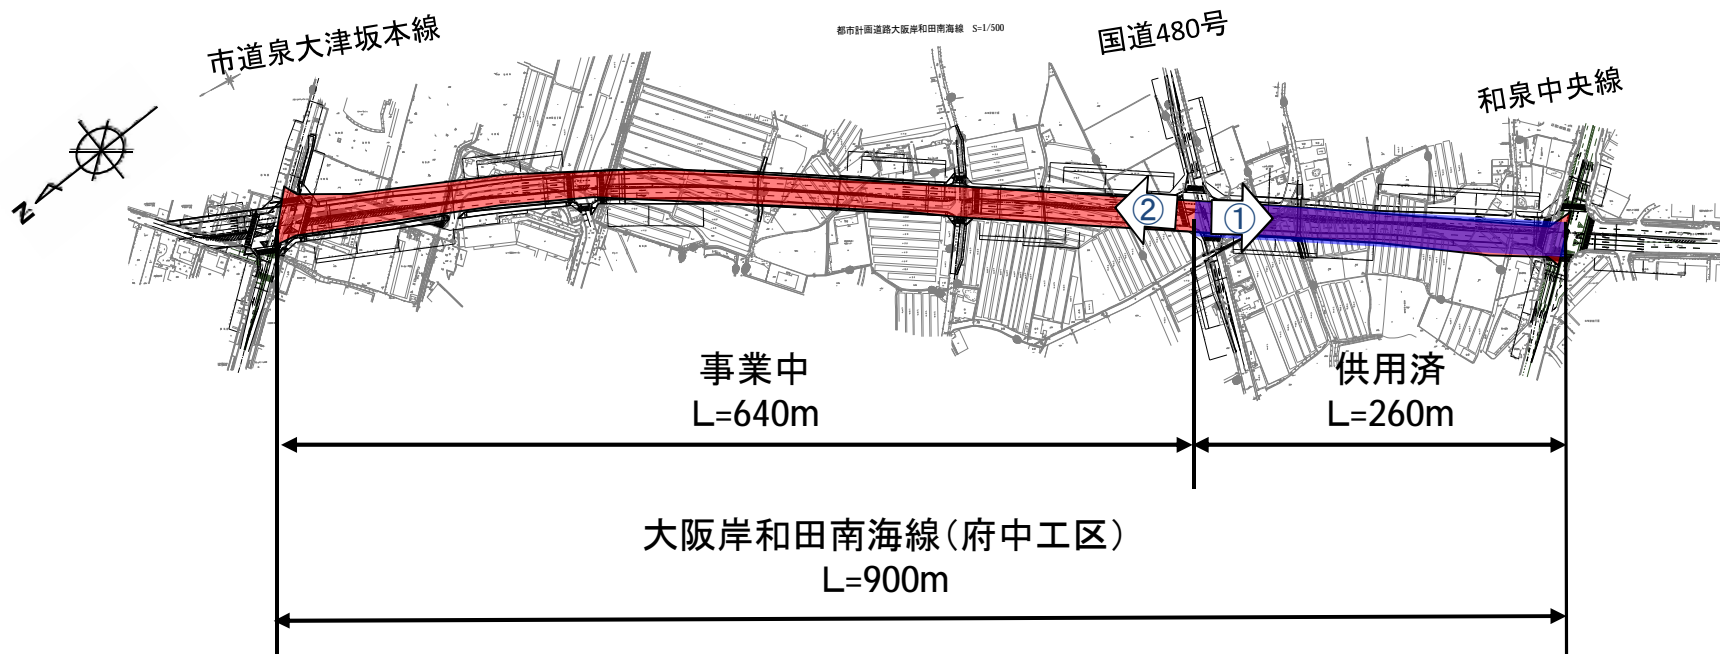 都市計画道路大阪岸和田南海線 S=1/500
市道泉大津坂本線
国道480号
和泉中央線
N
②
①
事業中
L=640m
供用済
L=260m
大阪岸和田南海線(府中工区)
L=900m